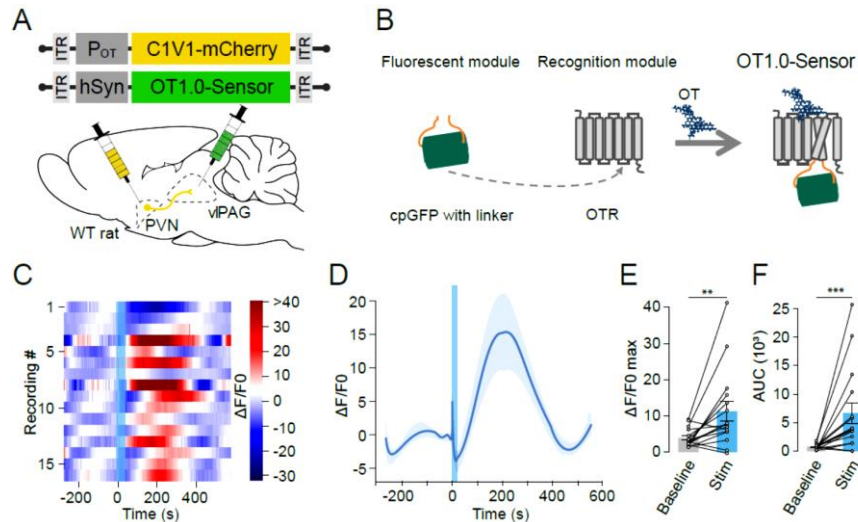 A
ITR
P_OT
C1V1-mCherry
ITR
ITR
hSyn
OT1.0-Sensor
ITR
WT rat
PVN
vlPAG
B
Fluorescent module
Recognition module
OT1.0-Sensor
OT
cpGFP with linker
OTR
C
Recording #
1
5
10
15
-200
0
200
400
Time (s)
>40
30
20
10
0
-10
-20
-30
ΔF/F0
D
ΔF/F0
20
15
10
5
0
-5
-200
0
200
400
600
Time (s)
E
**
ΔF/F0 max
40
30
20
10
0
Baseline
Stim
F
***
AUC (10³)
25
20
15
10
5
0
Baseline
Stim